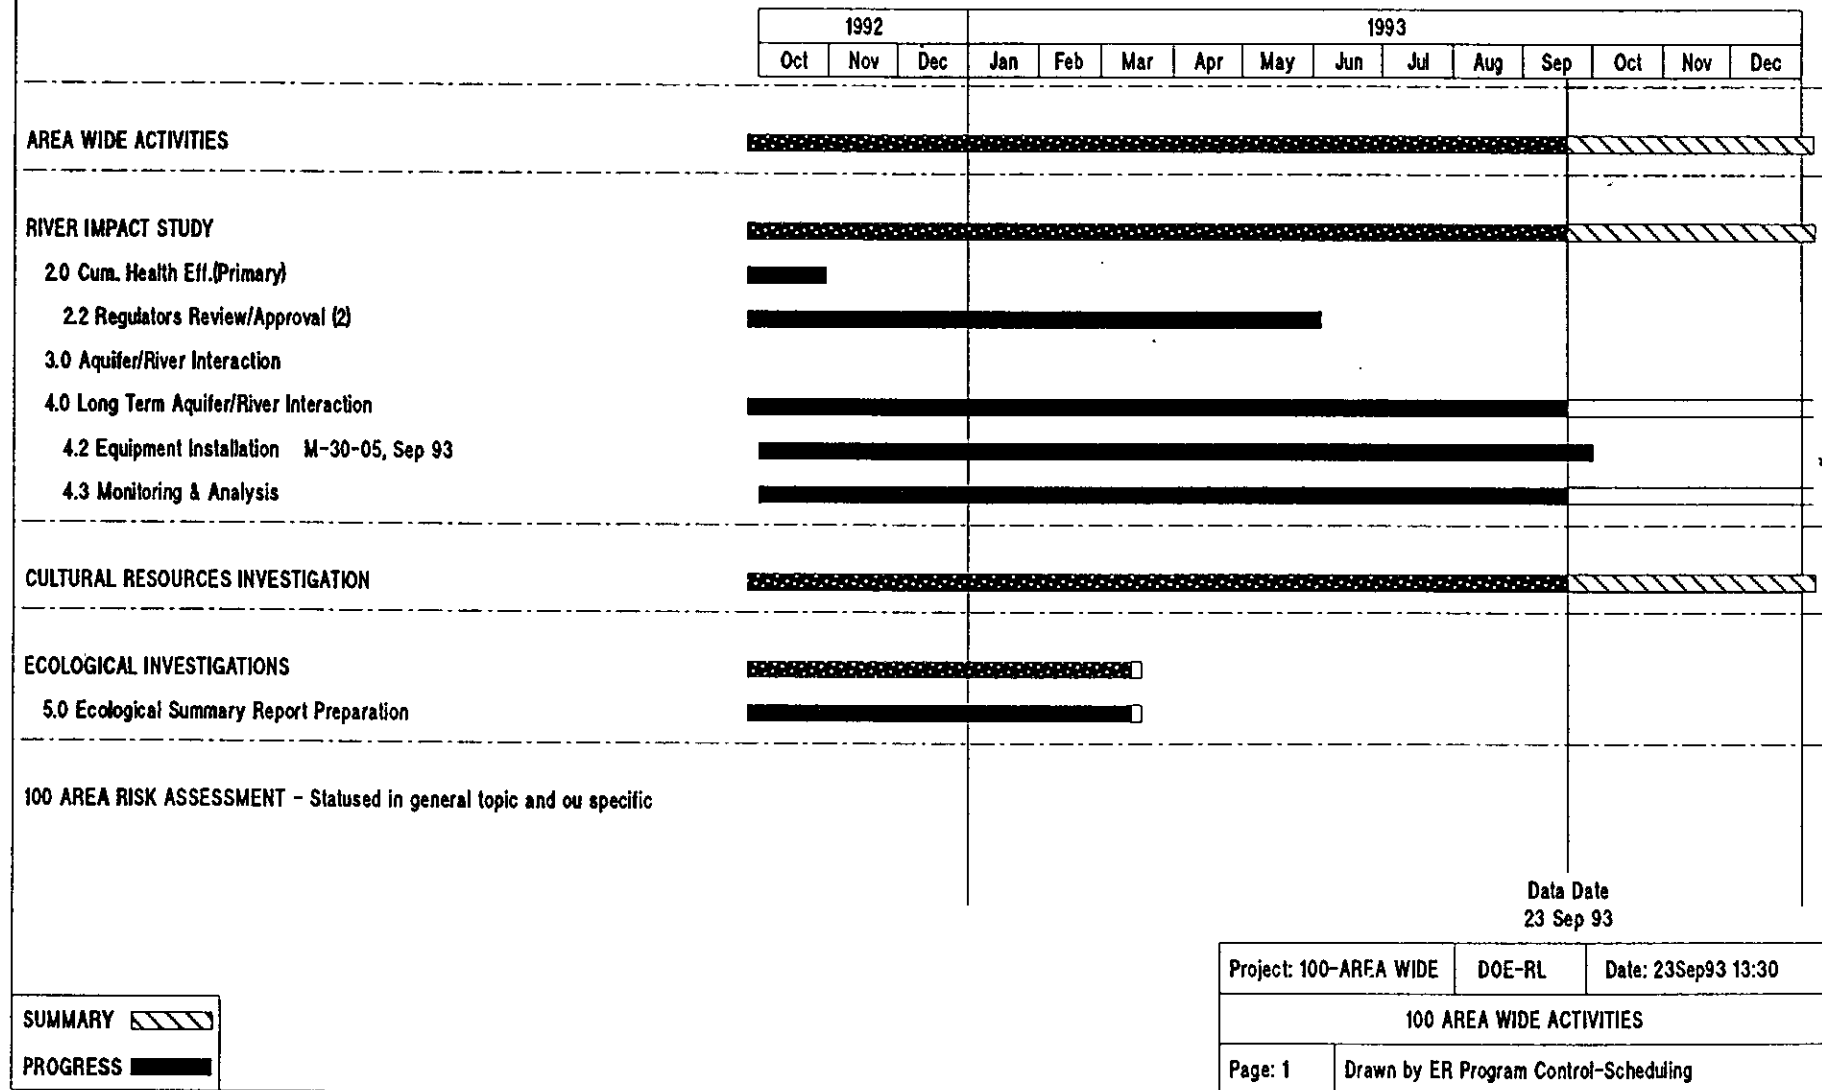 1992 1993
Oct Nov Dec Jan Feb Mar Apr May Jun Jul Aug Sep Oct Nov Dec
AREA WIDE ACTIVITIES
RIVER IMPACT STUDY
2.0 Cum. Health Eff.(Primary)
2.2 Regulators Review/Approval (2)
3.0 Aquifer/River Interaction
4.0 Long Term Aquifer/River Interaction
4.2 Equipment Installation M-30-05, Sep 93
4.3 Monitoring & Analysis
CULTURAL RESOURCES INVESTIGATION
ECOLOGICAL INVESTIGATIONS
5.0 Ecological Summary Report Preparation
100 AREA RISK ASSESSMENT - Statused in general topic and ou specific
Data Date
23 Sep 93
Project: 100-AREA WIDE DOE-RL Date: 23Sep93 13:30
100 AREA WIDE ACTIVITIES
Page: 1 Drawn by ER Program Control-Scheduling
SUMMARY
PROGRESS